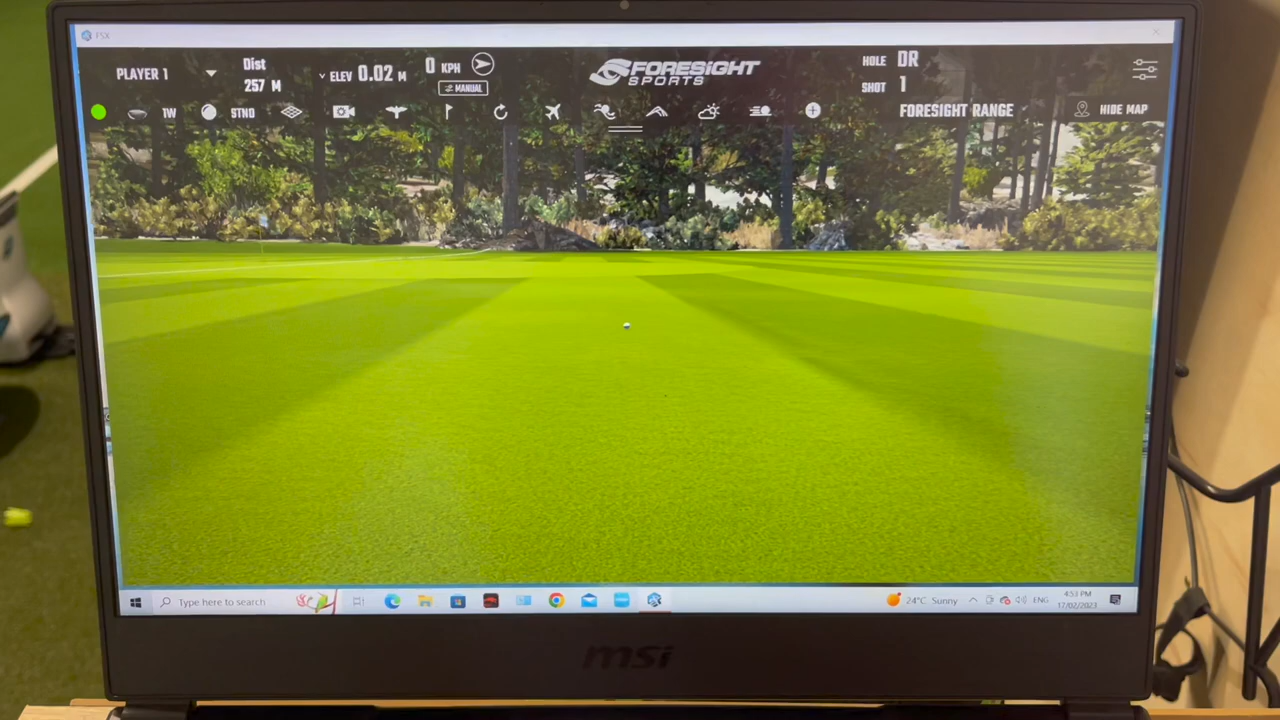 FSX
PLAYER 1
Dist
257 M
ELEV 0.02 M
0 KPH
MANUAL
FORESIGHT
SPORTS
HOLE DR
SHOT 1
1W
STND
FORESIGHT RANGE
HIDE MAP
Type here to search
24°C Sunny
ENG
4:53 PM
17/02/2023
msi